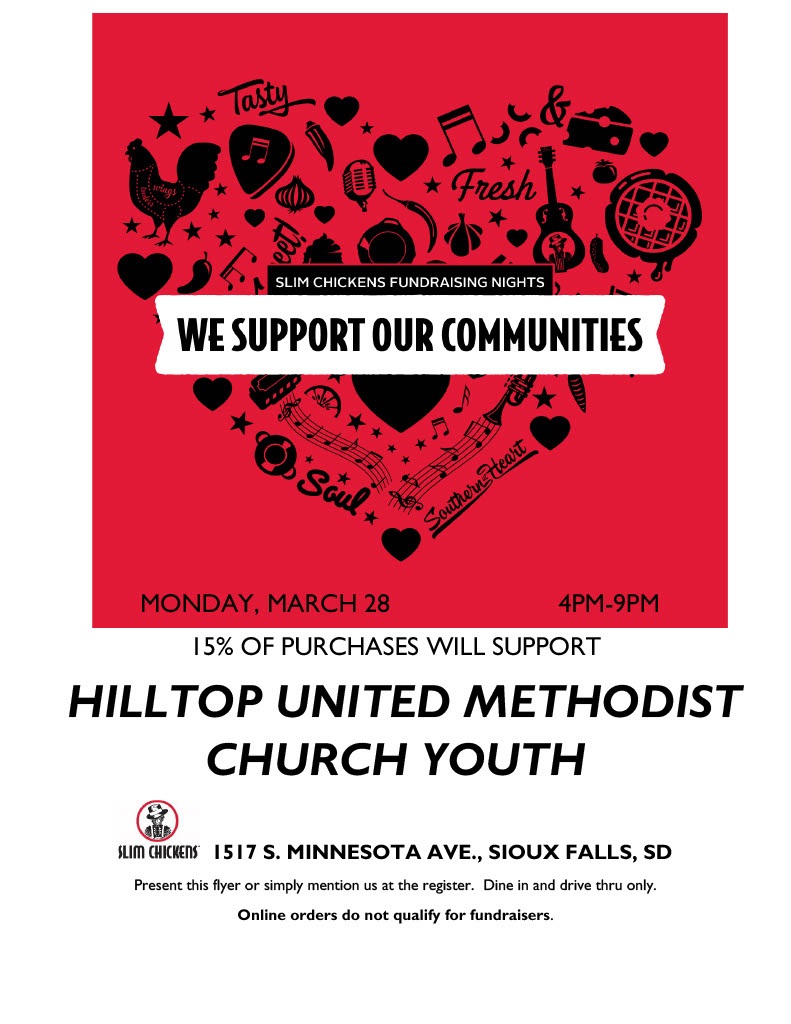 Tasty
&
Fresh
wings
SLIM CHICKENS FUNDRAISING NIGHTS
WE SUPPORT OUR COMMUNITIES
Soul
Southern Heart
MONDAY, MARCH 28 4PM-9PM
15% OF PURCHASES WILL SUPPORT
HILLTOP UNITED METHODIST
CHURCH YOUTH
SLIM CHICKENS 1517 S. MINNESOTA AVE., SIOUX FALLS, SD
Present this flyer or simply mention us at the register. Dine in and drive thru only.
Online orders do not qualify for fundraisers.